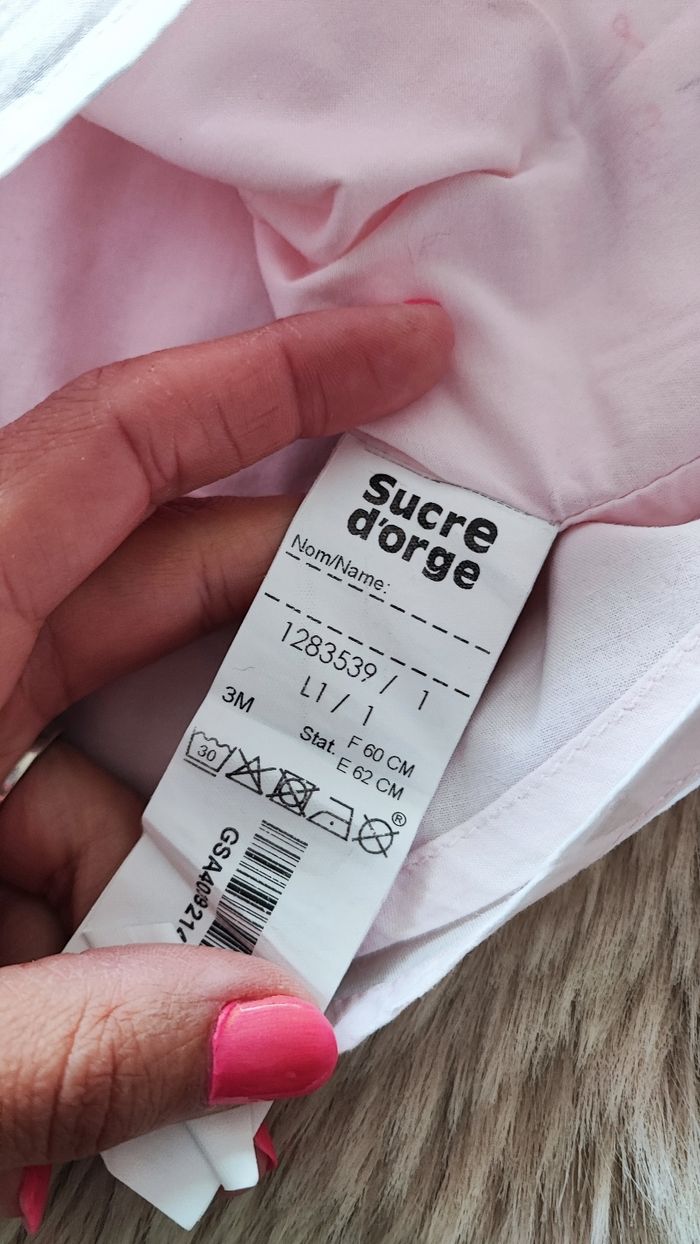 Sucre
d'orge
Nom/Name:
1283539 / 1
L1 / 1
3M
Stat. F 60 CM
E 62 CM
30
®